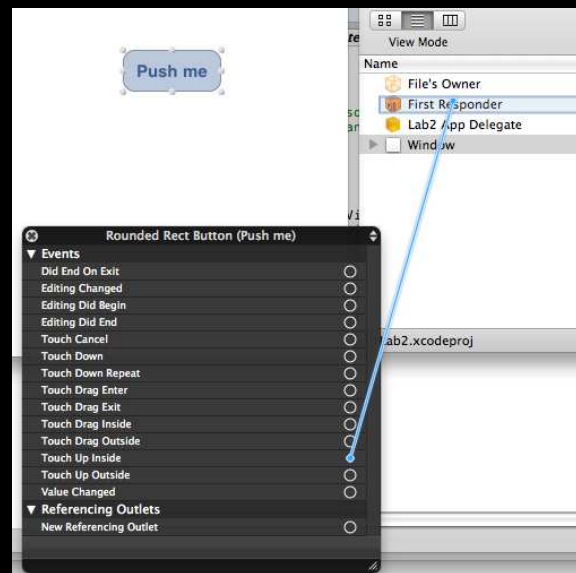 Push me
te
View Mode
Name
File's Owner
First Responder
Lab2 App Delegate
Window
Rounded Rect Button (Push me)
Events
Did End On Exit
Editing Changed
Editing Did Begin
Editing Did End
Touch Cancel
Touch Down
Touch Down Repeat
Touch Drag Enter
Touch Drag Exit
Touch Drag Inside
Touch Drag Outside
Touch Up Inside
Touch Up Outside
Value Changed
Referencing Outlets
New Referencing Outlet
ab2.xcodeproj